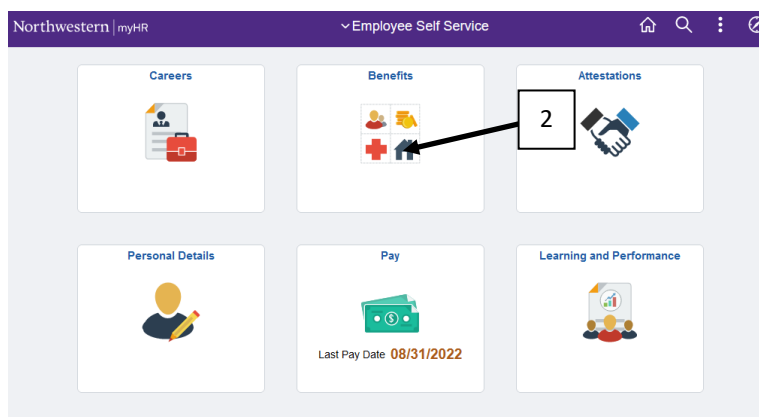 Northwestern | myHR
Employee Self Service
Careers
Benefits
Attestations
2
Personal Details
Pay
Learning and Performance
Last Pay Date 08/31/2022